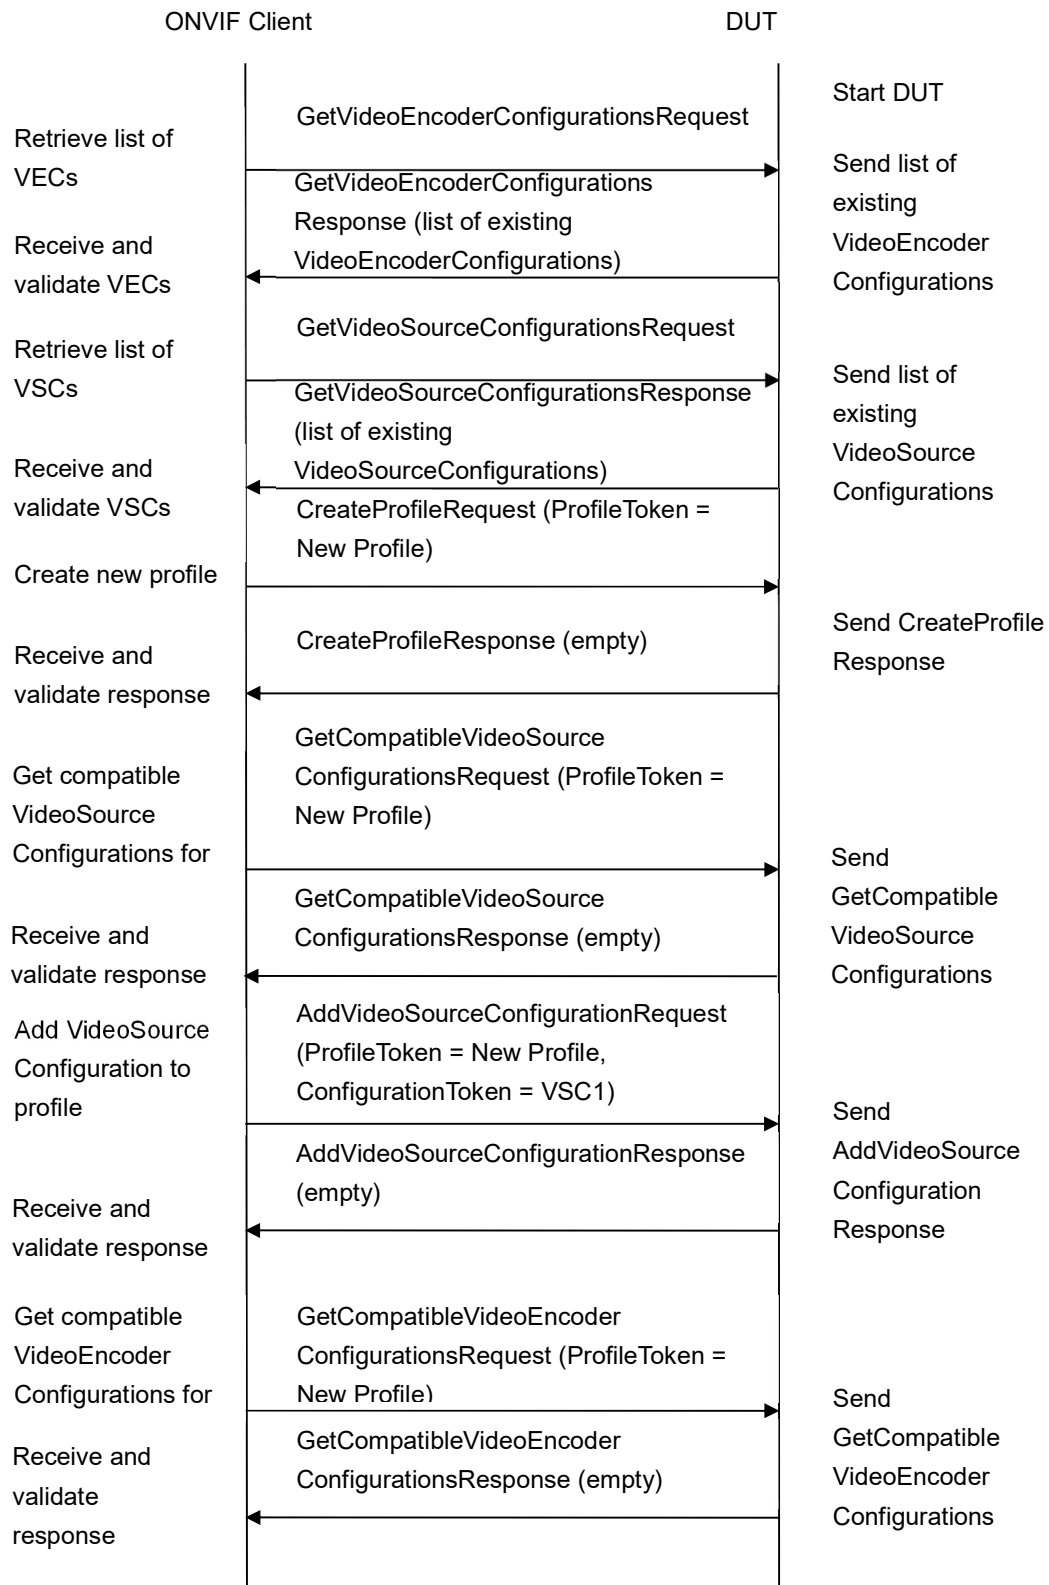 ONVIF Client
DUT
Start DUT
GetVideoEncoderConfigurationsRequest
Retrieve list of
VECs
Send list of
existing
VideoEncoder
Configurations
GetVideoEncoderConfigurations
Response (list of existing
VideoEncoderConfigurations)
Receive and
validate VECs
GetVideoSourceConfigurationsRequest
Retrieve list of
VSCs
Send list of
existing
VideoSource
Configurations
GetVideoSourceConfigurationsResponse
(list of existing
VideoSourceConfigurations)
Receive and
validate VSCs
CreateProfileRequest (ProfileToken =
New Profile)
Create new profile
Send CreateProfile
Response
CreateProfileResponse (empty)
Receive and
validate response
GetCompatibleVideoSource
ConfigurationsRequest (ProfileToken =
New Profile)
Get compatible
VideoSource
Configurations for
Send
GetCompatible
VideoSource
Configurations
GetCompatibleVideoSource
ConfigurationsResponse (empty)
Receive and
validate response
AddVideoSourceConfigurationRequest
(ProfileToken = New Profile,
ConfigurationToken = VSC1)
Add VideoSource
Configuration to
profile
Send
AddVideoSource
Configuration
Response
AddVideoSourceConfigurationResponse
(empty)
Receive and
validate response
Get compatible
VideoEncoder
Configurations for
GetCompatibleVideoEncoder
ConfigurationsRequest (ProfileToken =
New Profile)
Send
GetCompatible
VideoEncoder
Configurations
GetCompatibleVideoEncoder
ConfigurationsResponse (empty)
Receive and
validate
response